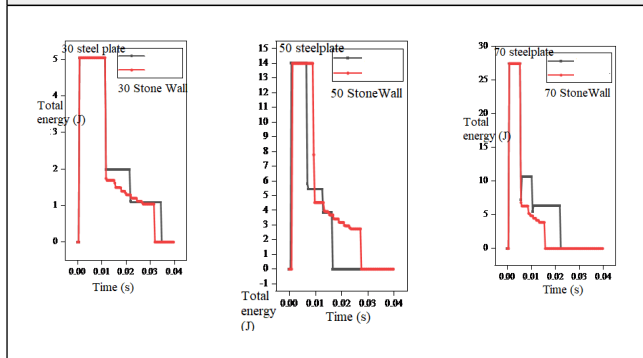 30 steel plate
30 Stone Wall
Total
energy (J)
5
4
3
2
1
0
0.00 0.01 0.02 0.03 0.04
Time (s)
50 steelplate
50 StoneWall
15
14
13
12
11
10
9
8
7
6
5
4
3
2
1
0
-1
0.00 0.01 0.02 0.03 0.04
Total
energy
(J)
Time (s)
70 steelplate
70 StoneWall
Total
energy (J)
30
25
20
15
10
5
0
0.00 0.01 0.02 0.03 0.04
Time (s)